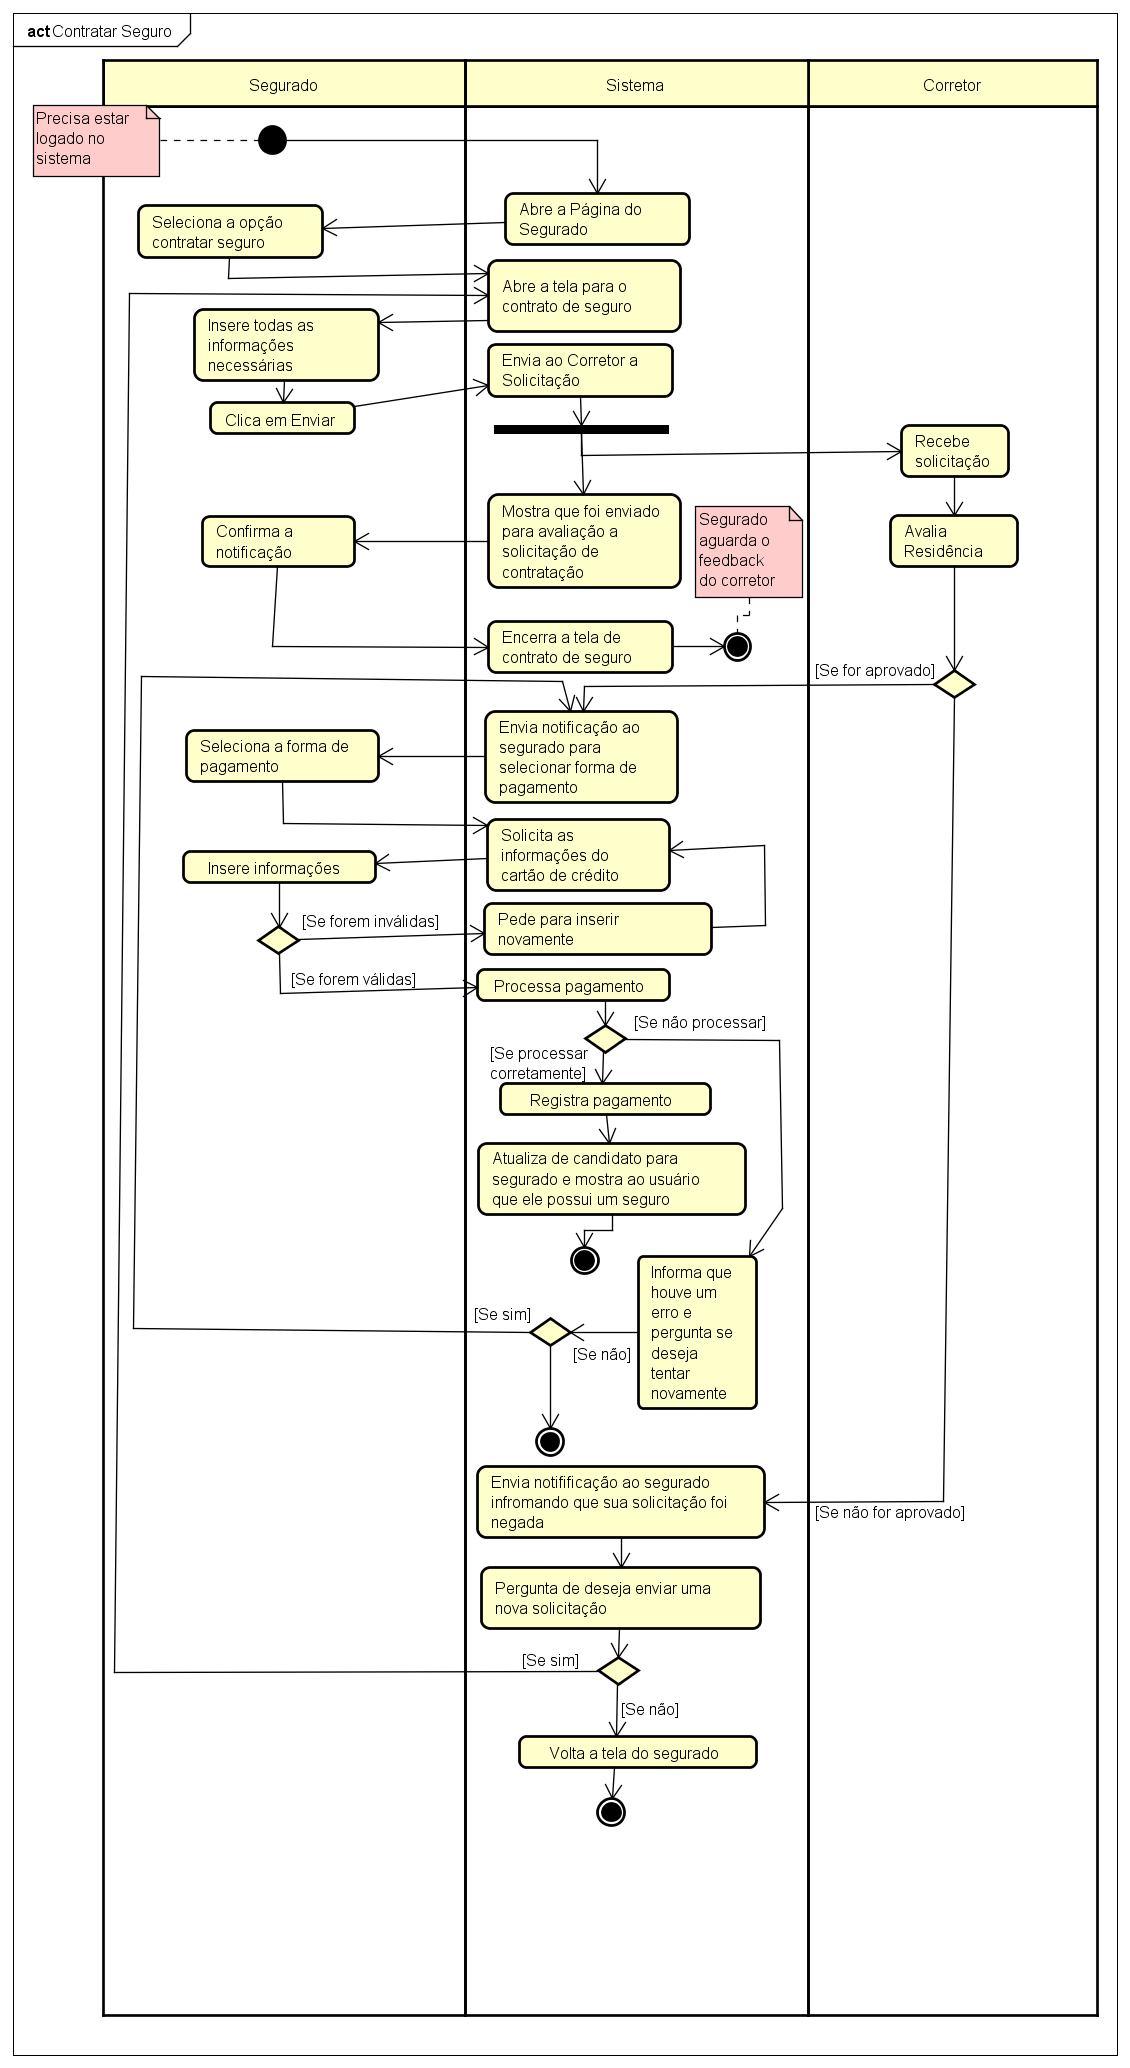 act Contratar Seguro
Segurado
Sistema
Corretor
Precisa estar
logado no
sistema
Abre a Página do
Segurado
Seleciona a opção
contratar seguro
Abre a tela para o
contrato de seguro
Insere todas as
informações
necessárias
Envia ao Corretor a
Solicitação
Clica em Enviar
Recebe
solicitação
Mostra que foi enviado
para avaliação a
solicitação de
contratação
Segurado
aguarda o
feedback
do corretor
Confirma a
notificação
Avalia
Residência
Encerra a tela de
contrato de seguro
[Se for aprovado]
Envia notificação ao
segurado para
selecionar forma de
pagamento
Seleciona a forma de
pagamento
Solicita as
informações do
cartão de crédito
Insere informações
[Se forem inválidas]
Pede para inserir
novamente
[Se forem válidas]
Processa pagamento
[Se não processar]
[Se processar
corretamente]
Registra pagamento
Atualiza de candidato para
segurado e mostra ao usuário
que ele possui um seguro
Informa que
houve um
erro e
pergunta se
deseja
tentar
novamente
[Se sim]
[Se não]
Envia notifificação ao segurado
infromando que sua solicitação foi
negada
[Se não for aprovado]
Pergunta de deseja enviar uma
nova solicitação
[Se sim]
[Se não]
Volta a tela do segurado